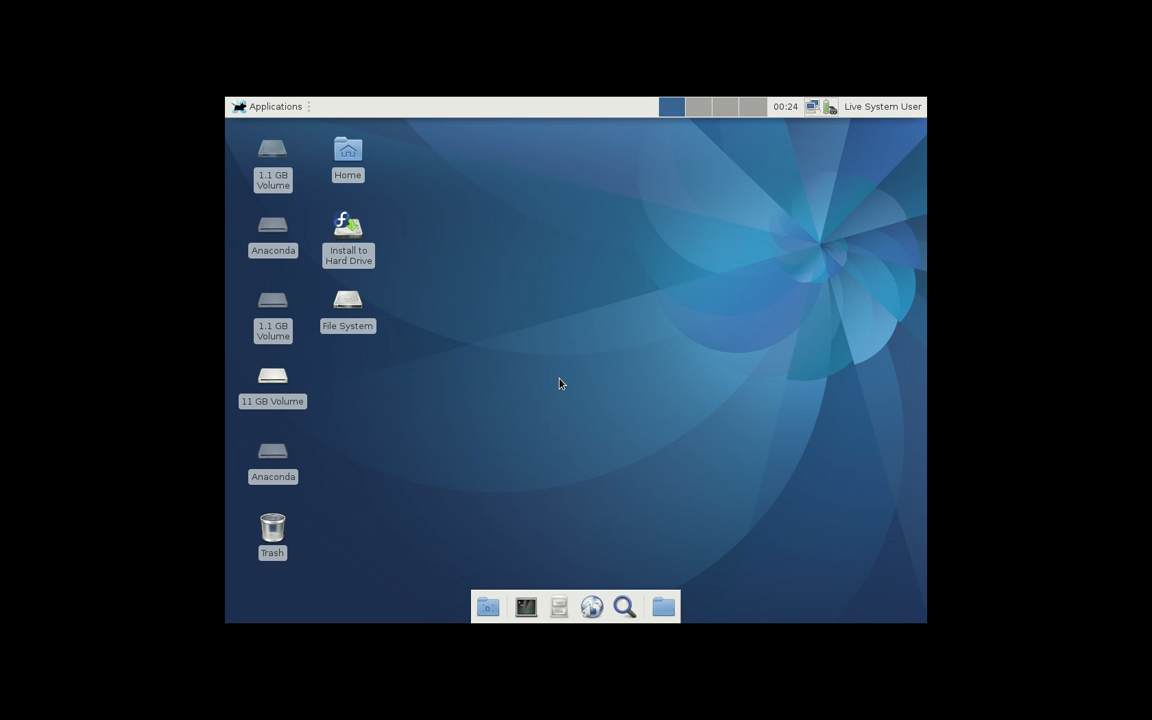 Applications
00:24
Live System User
1.1 GB
Volume
Home
Anaconda
Install to
Hard Drive
1.1 GB
Volume
File System
11 GB Volume
Anaconda
Trash